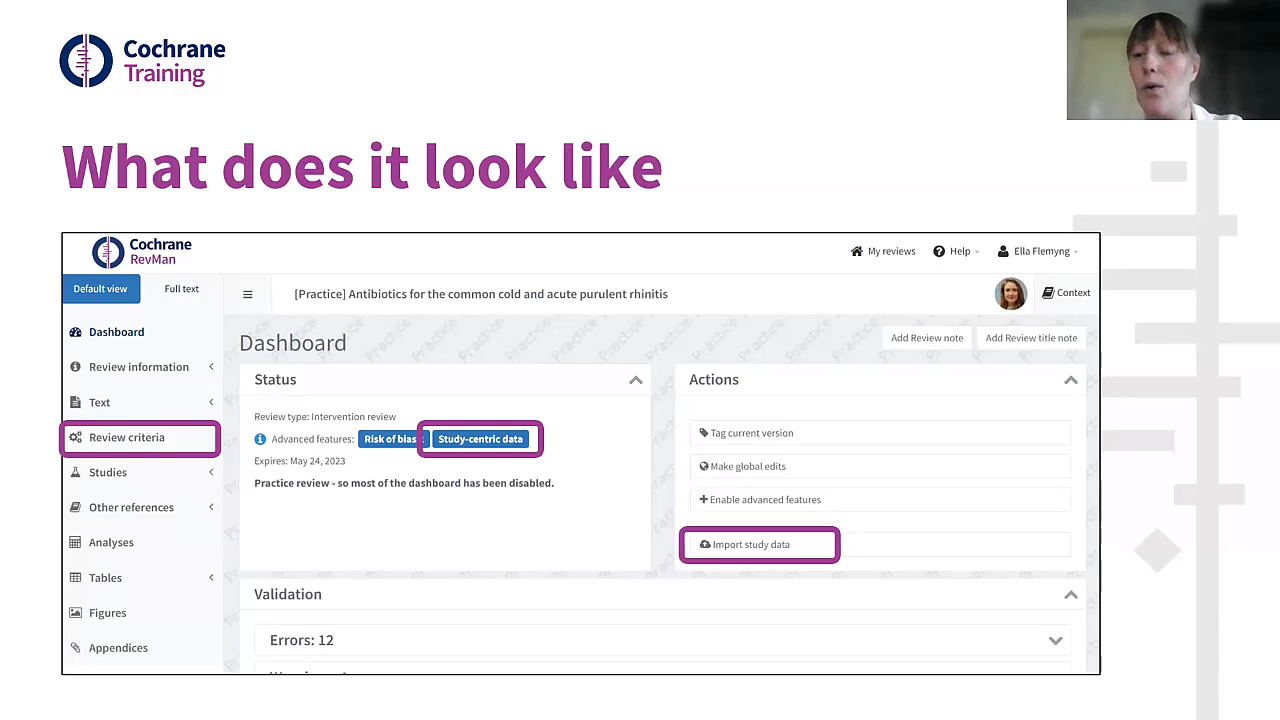 Cochrane
Training
What does it look like
Cochrane
RevMan
My reviews
Help
Ella Flemyng
Default view
Full text
[Practice] Antibiotics for the common cold and acute purulent rhinitis
Context
Dashboard
Review information
Text
Review criteria
Studies
Other references
Analyses
Tables
Figures
Appendices
Dashboard
Add Review note
Add Review title note
Status
Review type: Intervention review
Advanced features: Risk of bias Study-centric data
Expires: May 24, 2023
Practice review - so most of the dashboard has been disabled.
Actions
Tag current version
Make global edits
Enable advanced features
Import study data
Validation
Errors: 12